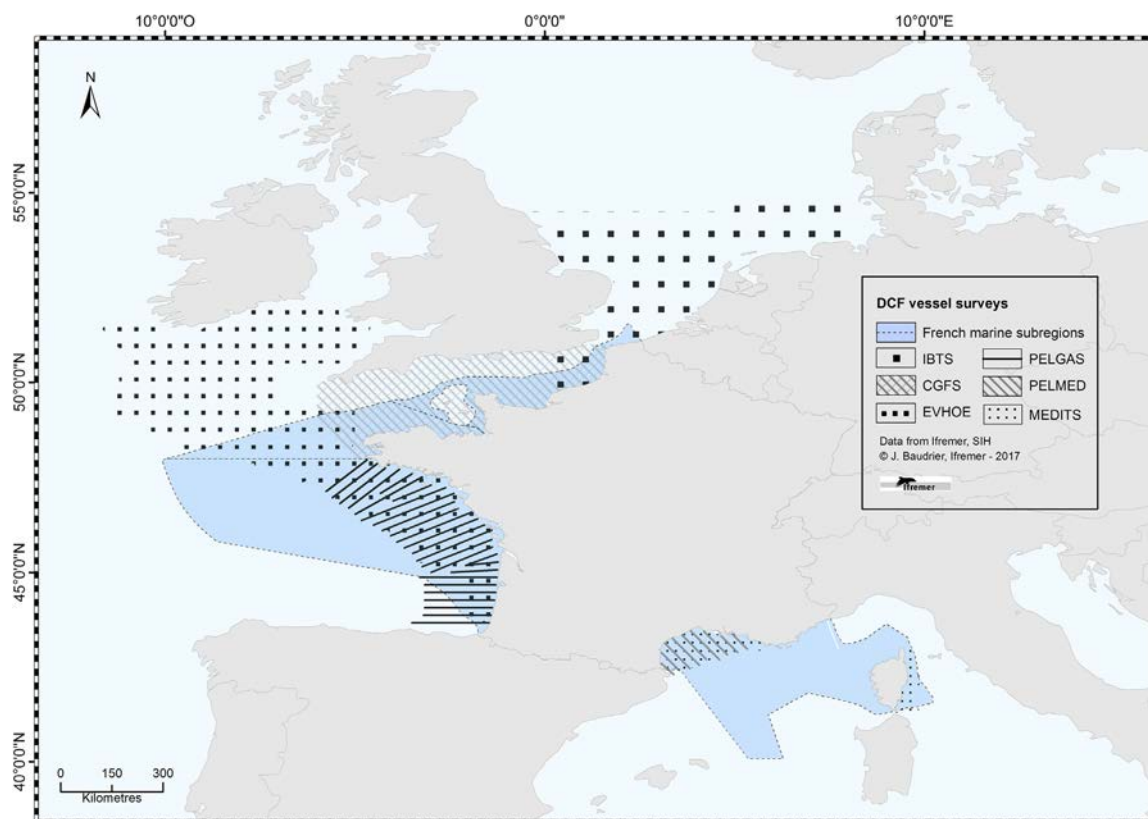 10°0'0"O 0°0'0" 10°0'0"E
N
55°0'0"N
50°0'0"N
45°0'0"N
40°0'0"N
DCF vessel surveys
French marine subregions
IBTS PELGAS
CGFS PELMED
EVHOE MEDITS
Data from Ifremer, SIH
© J. Baudrier, Ifremer - 2017
Ifremer
0 150 300
Kilometres